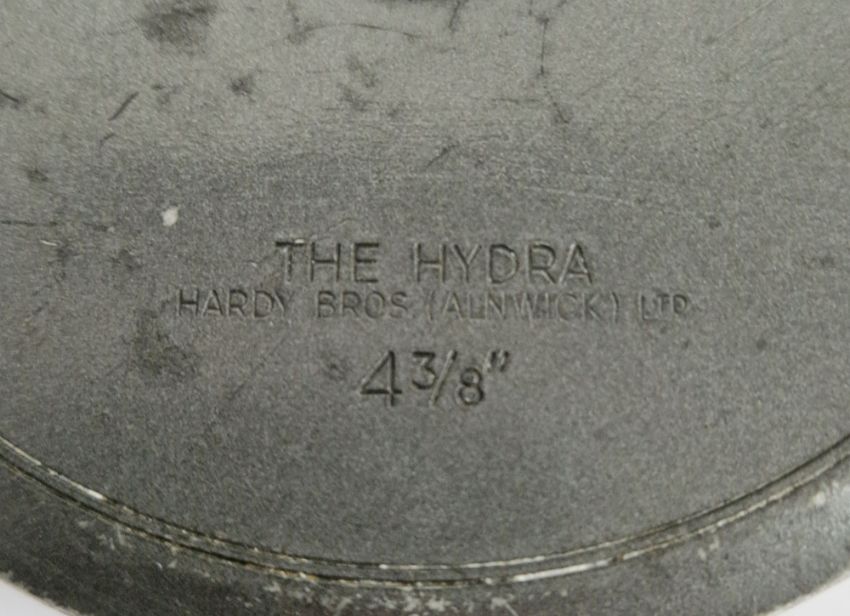 THE HYDRA
HARDY BROS. (ALNWICK) LTD
4 3/8"